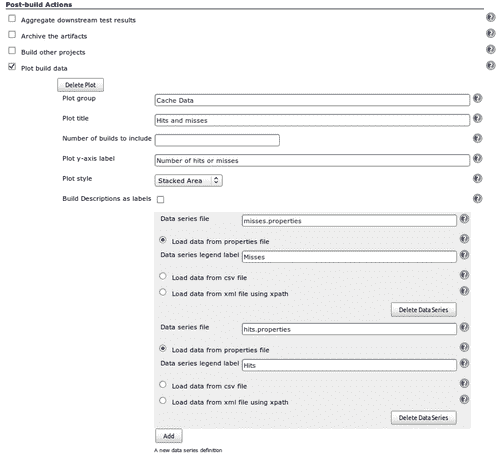 Post-build Actions
Aggregate downstream test results
Archive the artifacts
Build other projects
Plot build data
Delete Plot
Plot group Cache Data
Plot title Hits and misses
Number of builds to include
Plot y-axis label Number of hits or misses
Plot style Stacked Area
Build Descriptions as labels
Data series file misses.properties
Load data from properties file
Data series legend label Misses
Load data from csv file
Load data from xml file using xpath
Delete Data Series
Data series file hits.properties
Load data from properties file
Data series legend label Hits
Load data from csv file
Load data from xml file using xpath
Delete Data Series
Add
A new data series definition